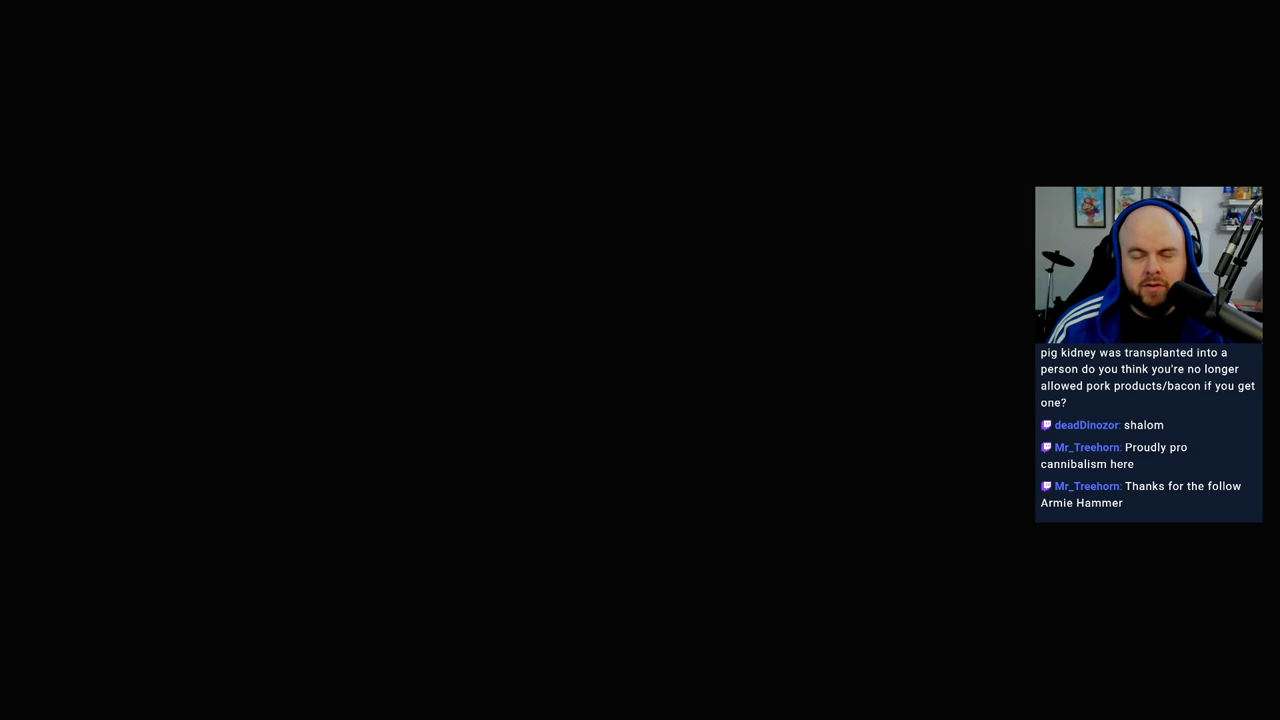 pig kidney was transplanted into a
person do you think you're no longer
allowed pork products/bacon if you get
one?
deadDInozor: shalom
Mr_Treehorn: Proudly pro
cannibalism here
Mr_Treehorn: Thanks for the follow
Armie Hammer